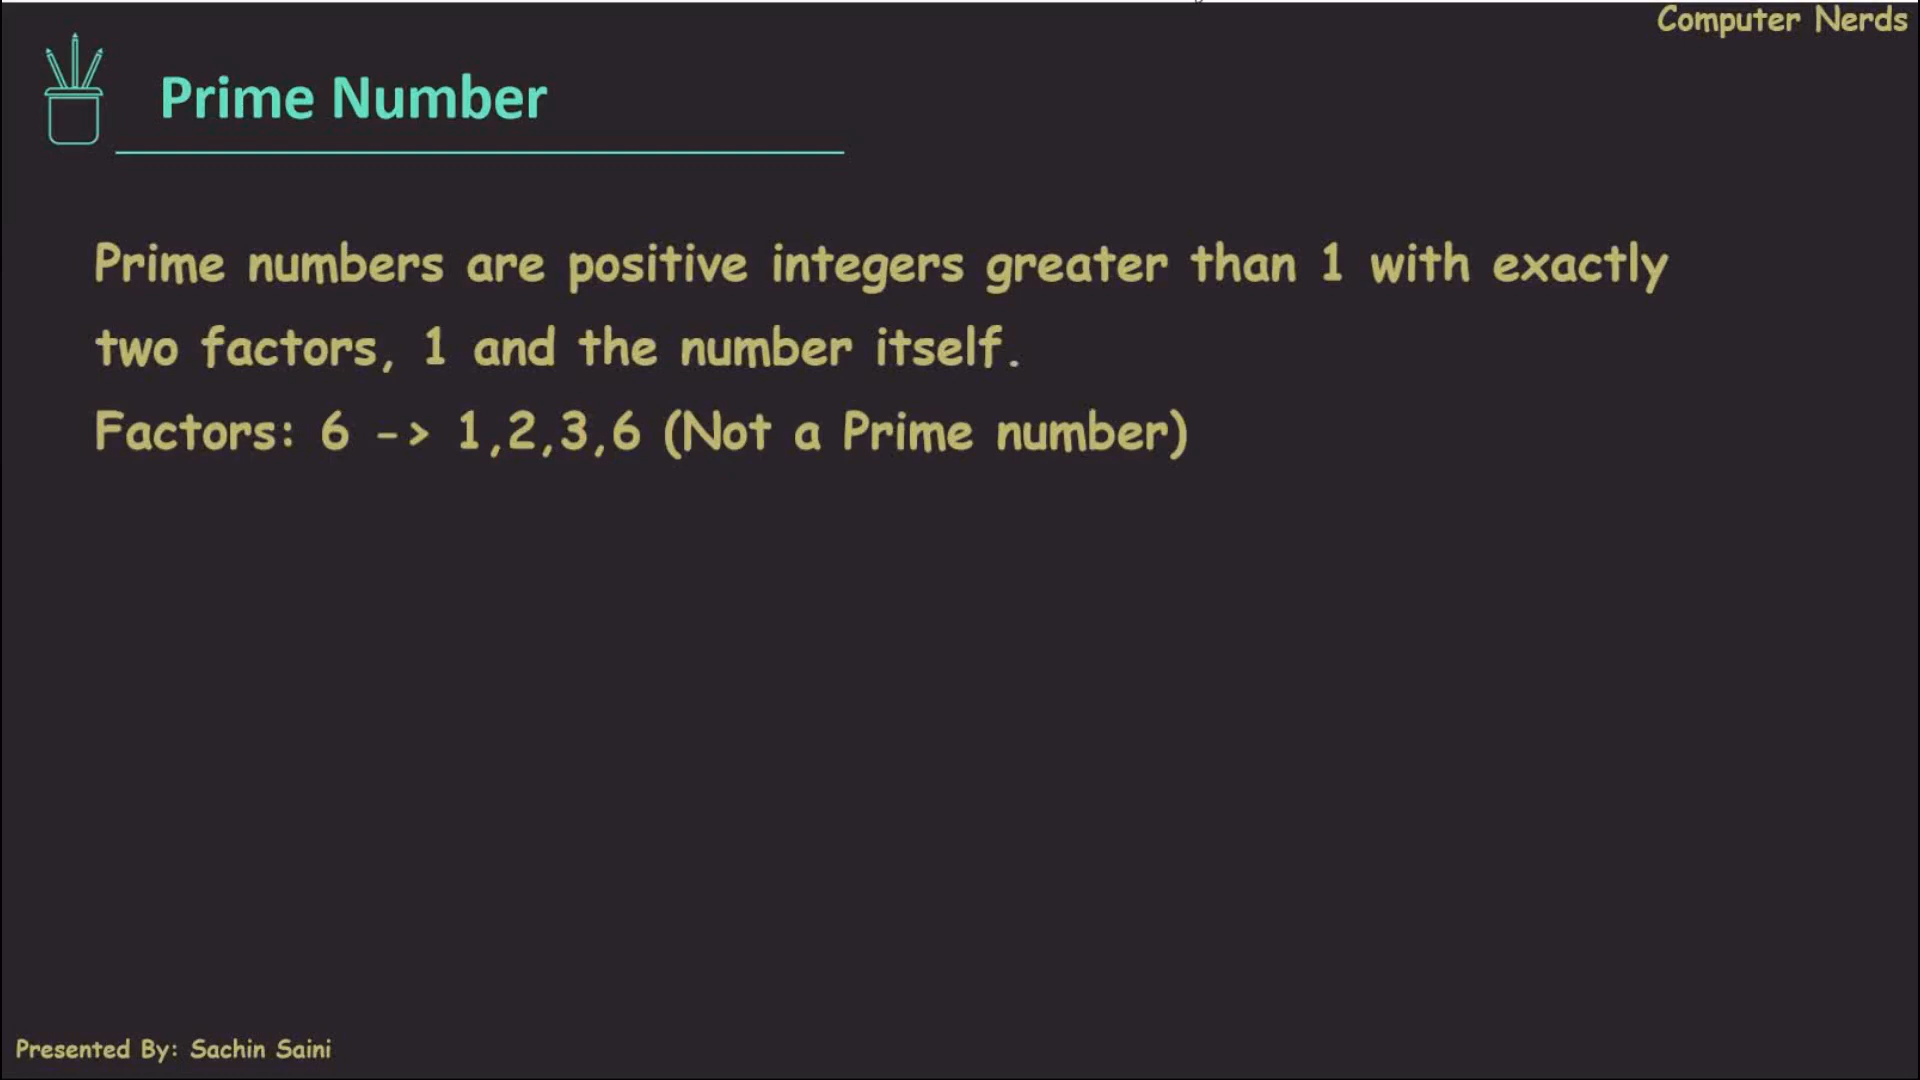 Computer Nerds
Prime Number
Prime numbers are positive integers greater than 1 with exactly
two factors, 1 and the number itself.
Factors: 6 -> 1,2,3,6 (Not a Prime number)
Presented By: Sachin Saini